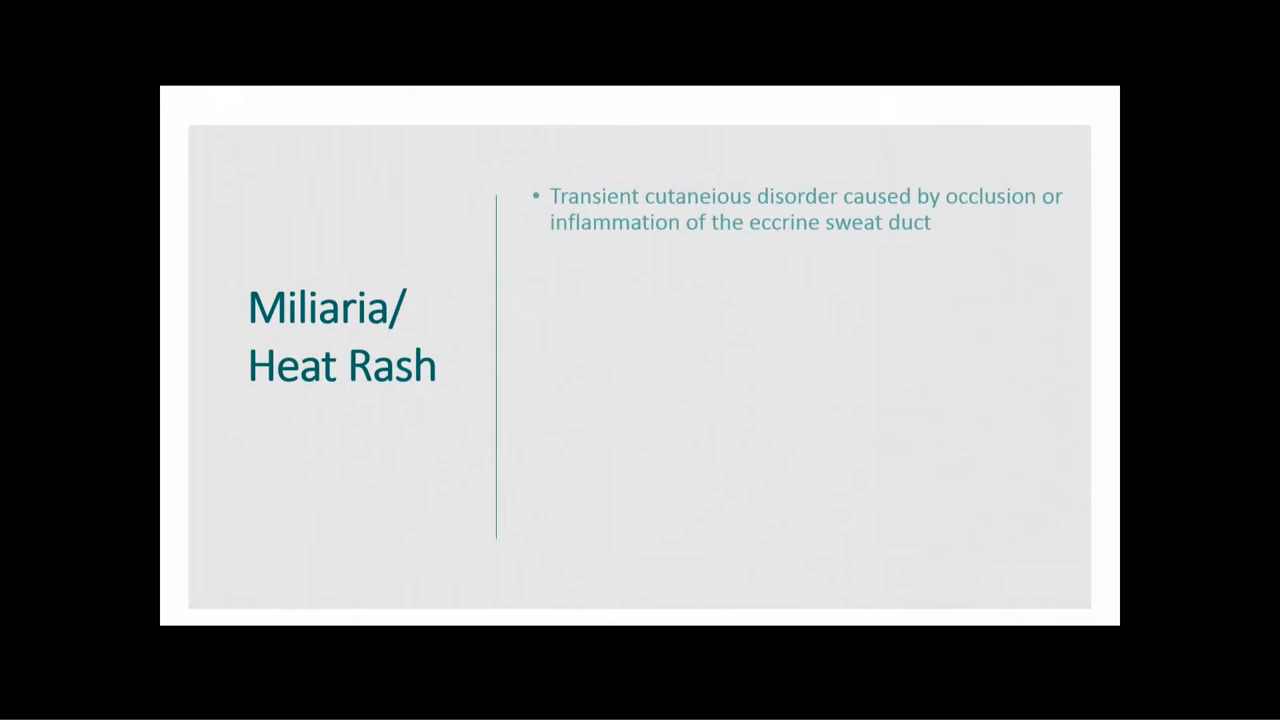 Miliaria/
Heat Rash
• Transient cutaneious disorder caused by occlusion or
inflammation of the eccrine sweat duct